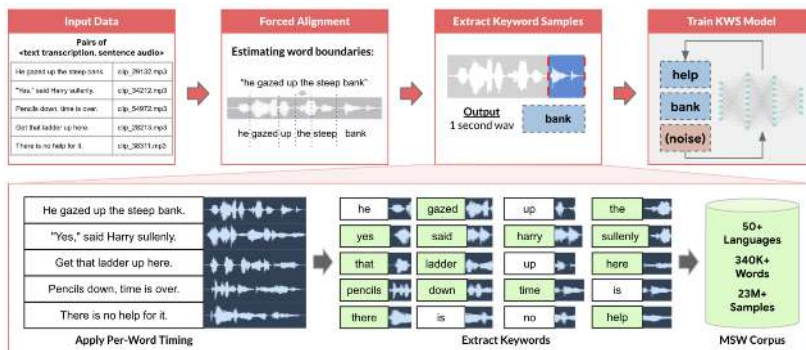 Input Data
Pairs of
<text transcription, sentence audio>
He gazed up the steep bank. clip_29132.mp3
"Yes," said Harry sullenly. clip_34212.mp3
Pencils down, time is over. clip_54972.mp3
Get that ladder up here. clip_28213.mp3
There is no help for it. clip_38311.mp3
Forced Alignment
Estimating word boundaries:
"he gazed up the steep bank"
he gazed up the steep bank
Extract Keyword Samples
Output
1 second wav
bank
Train KWS Model
help
bank
(noise)
He gazed up the steep bank.
"Yes," said Harry sullenly.
Get that ladder up here.
Pencils down, time is over.
There is no help for it.
Apply Per-Word Timing
he gazed up the
yes said harry sullenly
that ladder up here
pencils down time is
there is no help
Extract Keywords
50+
Languages
340K+
Words
23M+
Samples
MSW Corpus